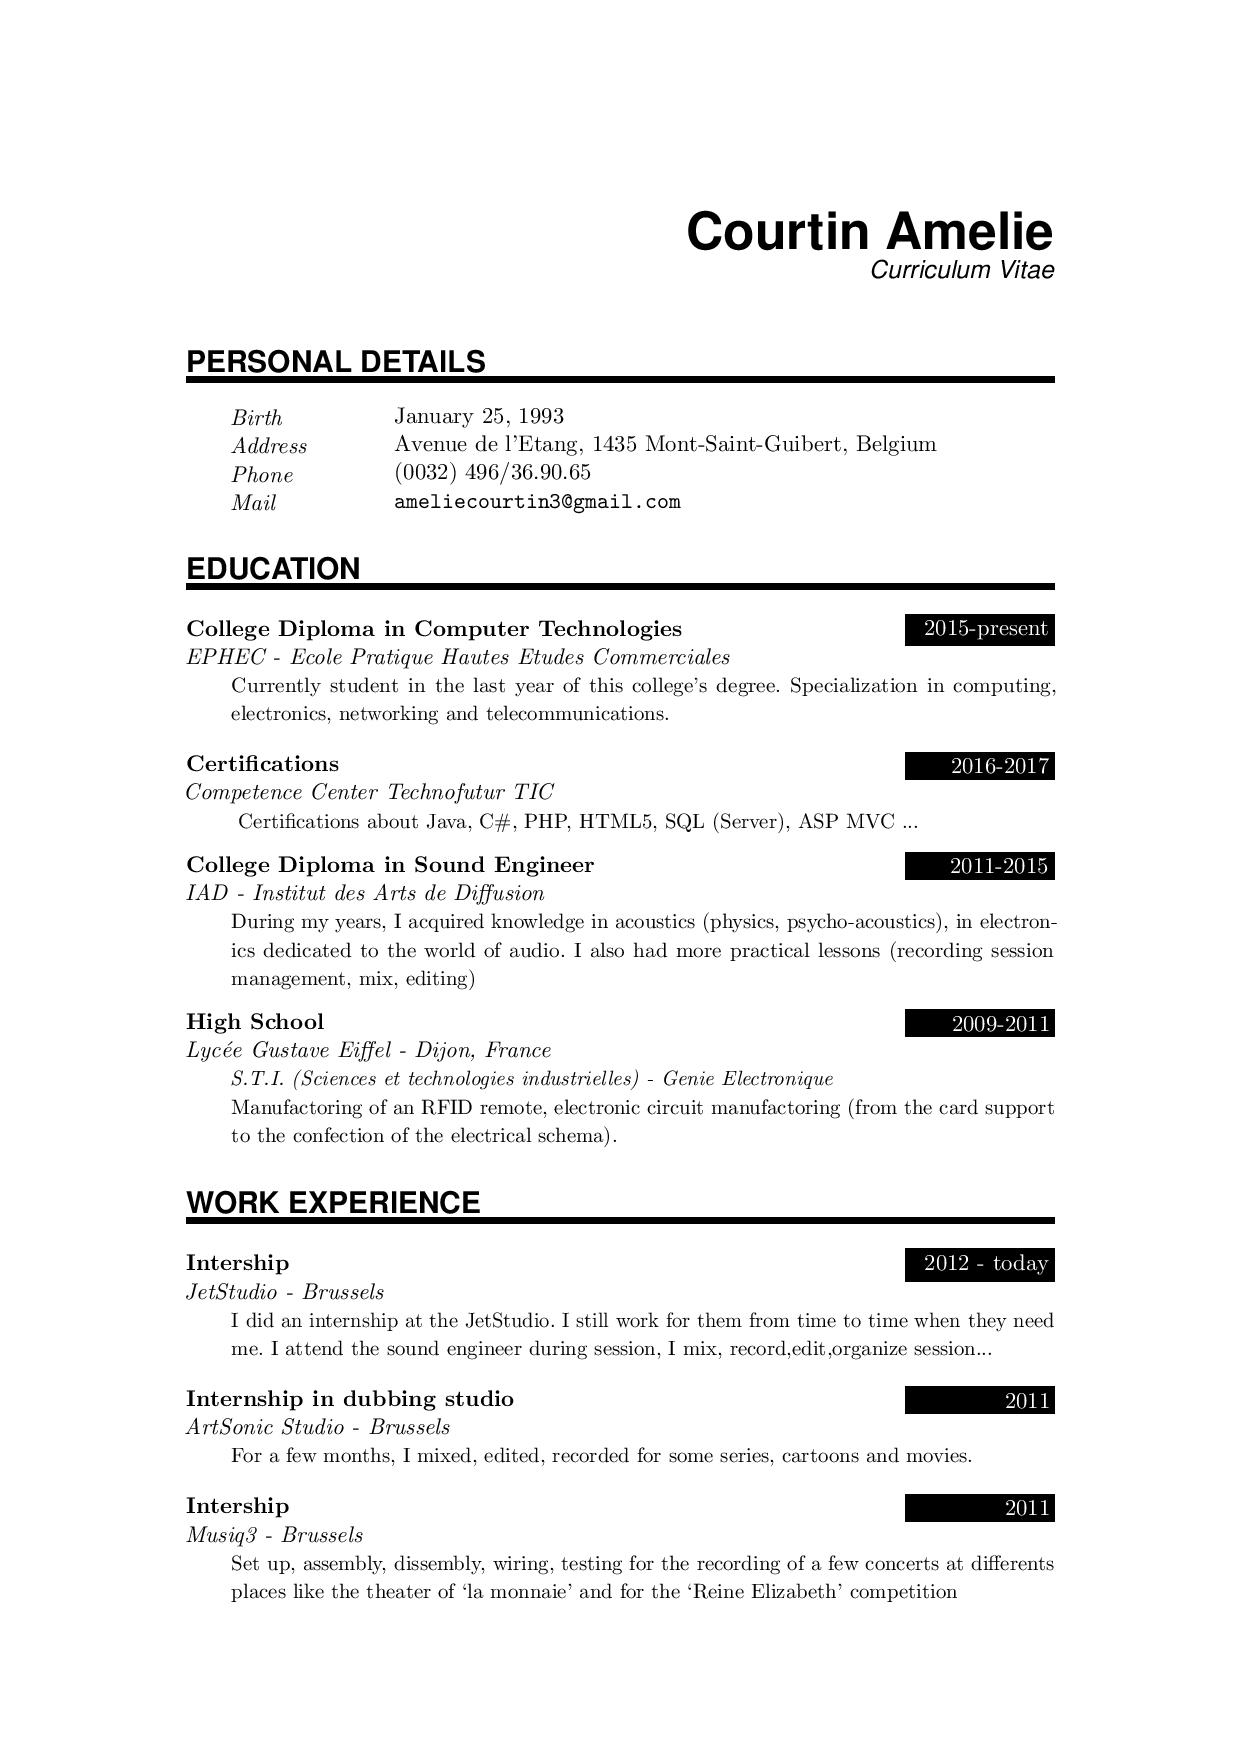 Courtin Amelie
Curriculum Vitae
PERSONAL DETAILS
Birth January 25, 1993
Address Avenue de l'Etang, 1435 Mont-Saint-Guibert, Belgium
Phone (0032) 496/36.90.65
Mail ameliecourtin3@gmail.com
EDUCATION
College Diploma in Computer Technologies 2015-present
EPHEC - Ecole Pratique Hautes Etudes Commerciales
Currently student in the last year of this college's degree. Specialization in computing,
electronics, networking and telecommunications.
Certifications 2016-2017
Competence Center Technofutur TIC
Certifications about Java, C#, PHP, HTML5, SQL (Server), ASP MVC ...
College Diploma in Sound Engineer 2011-2015
IAD - Institut des Arts de Diffusion
During my years, I acquired knowledge in acoustics (physics, psycho-acoustics), in electron-
ics dedicated to the world of audio. I also had more practical lessons (recording session
management, mix, editing)
High School 2009-2011
Lycée Gustave Eiffel - Dijon, France
S.T.I. (Sciences et technologies industrielles) - Genie Electronique
Manufactoring of an RFID remote, electronic circuit manufactoring (from the card support
to the confection of the electrical schema).
WORK EXPERIENCE
Intership 2012 - today
JetStudio - Brussels
I did an internship at the JetStudio. I still work for them from time to time when they need
me. I attend the sound engineer during session, I mix, record,edit,organize session...
Internship in dubbing studio 2011
ArtSonic Studio - Brussels
For a few months, I mixed, edited, recorded for some series, cartoons and movies.
Intership 2011
Musiq3 - Brussels
Set up, assembly, dissembly, wiring, testing for the recording of a few concerts at differents
places like the theater of 'la monnaie' and for the 'Reine Elizabeth' competition